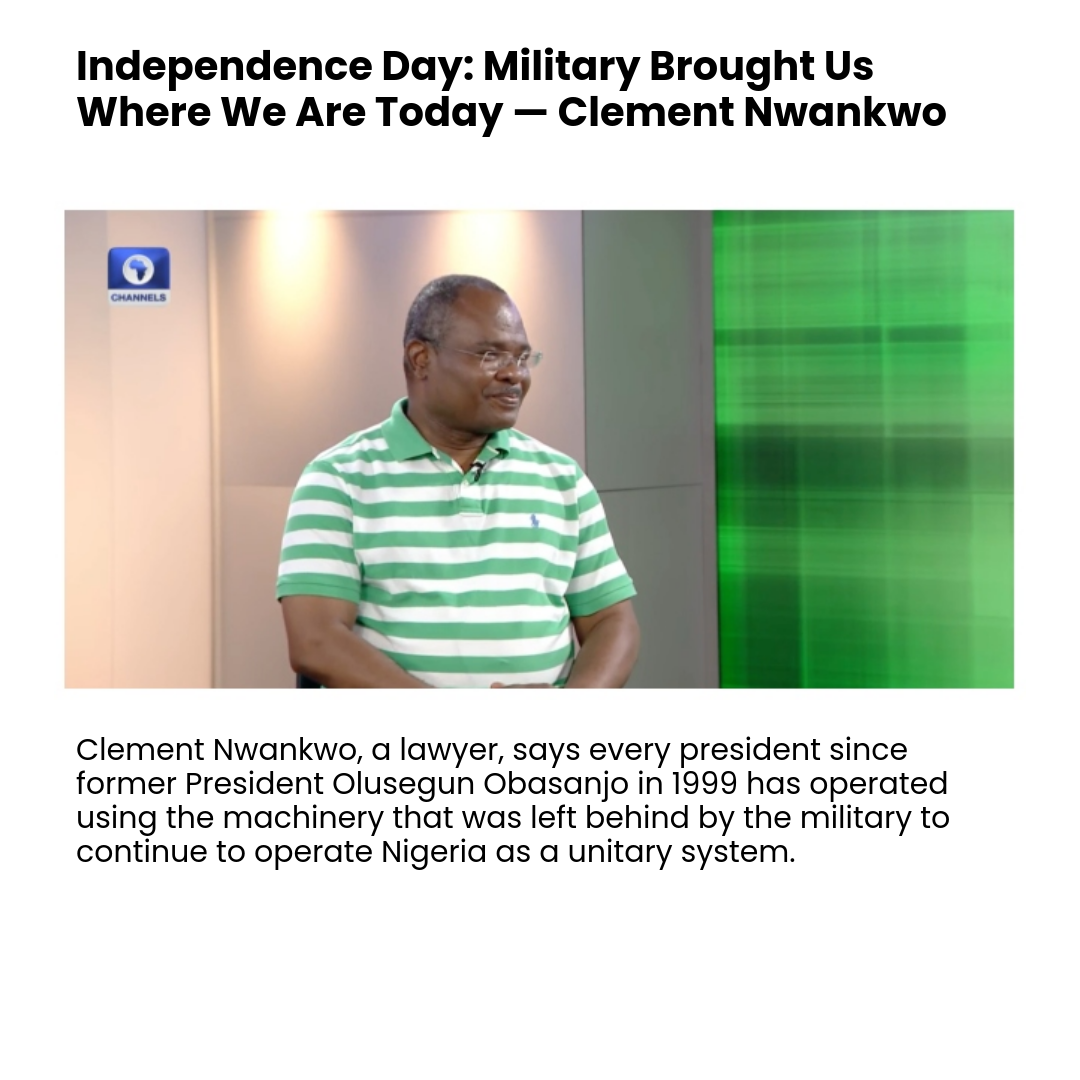 Independence Day: Military Brought Us
Where We Are Today — Clement Nwankwo
CHANNELS
Clement Nwankwo, a lawyer, says every president since
former President Olusegun Obasanjo in 1999 has operated
using the machinery that was left behind by the military to
continue to operate Nigeria as a unitary system.